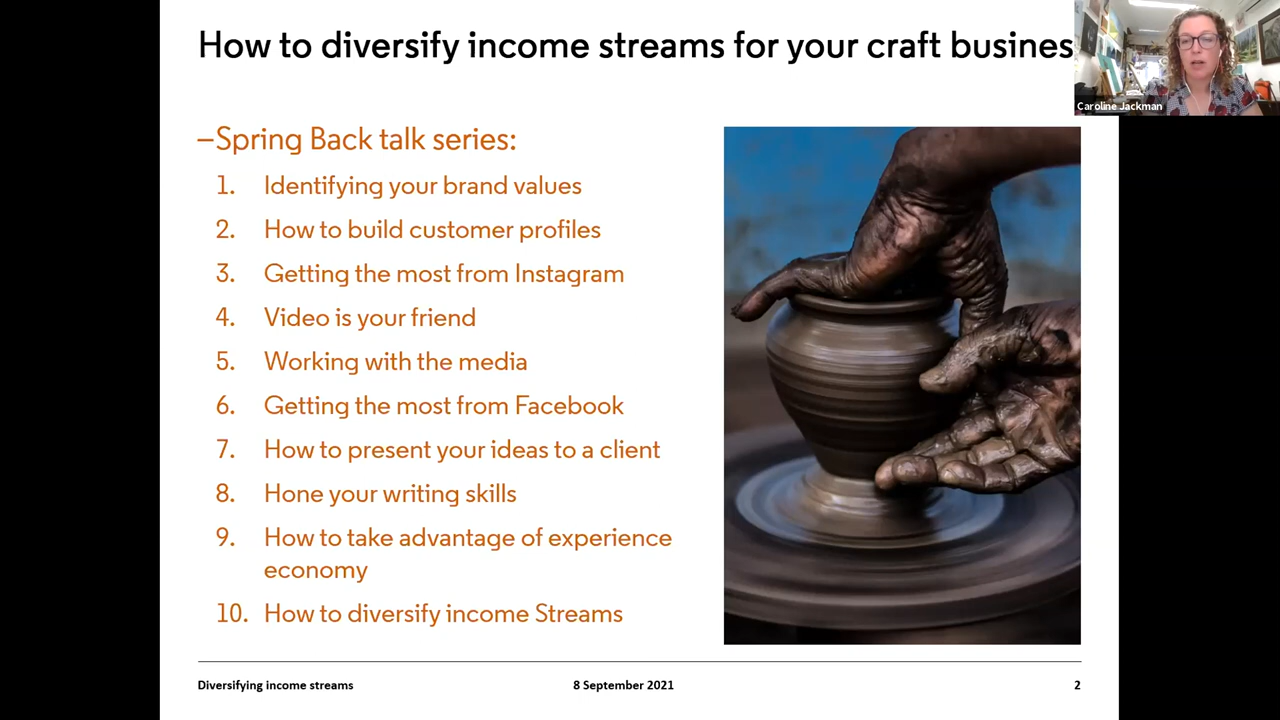 How to diversify income streams for your craft busines
Caroline Jackman
–Spring Back talk series:
1. Identifying your brand values
2. How to build customer profiles
3. Getting the most from Instagram
4. Video is your friend
5. Working with the media
6. Getting the most from Facebook
7. How to present your ideas to a client
8. Hone your writing skills
9. How to take advantage of experience
economy
10. How to diversify income Streams
Diversifying income streams
8 September 2021
2